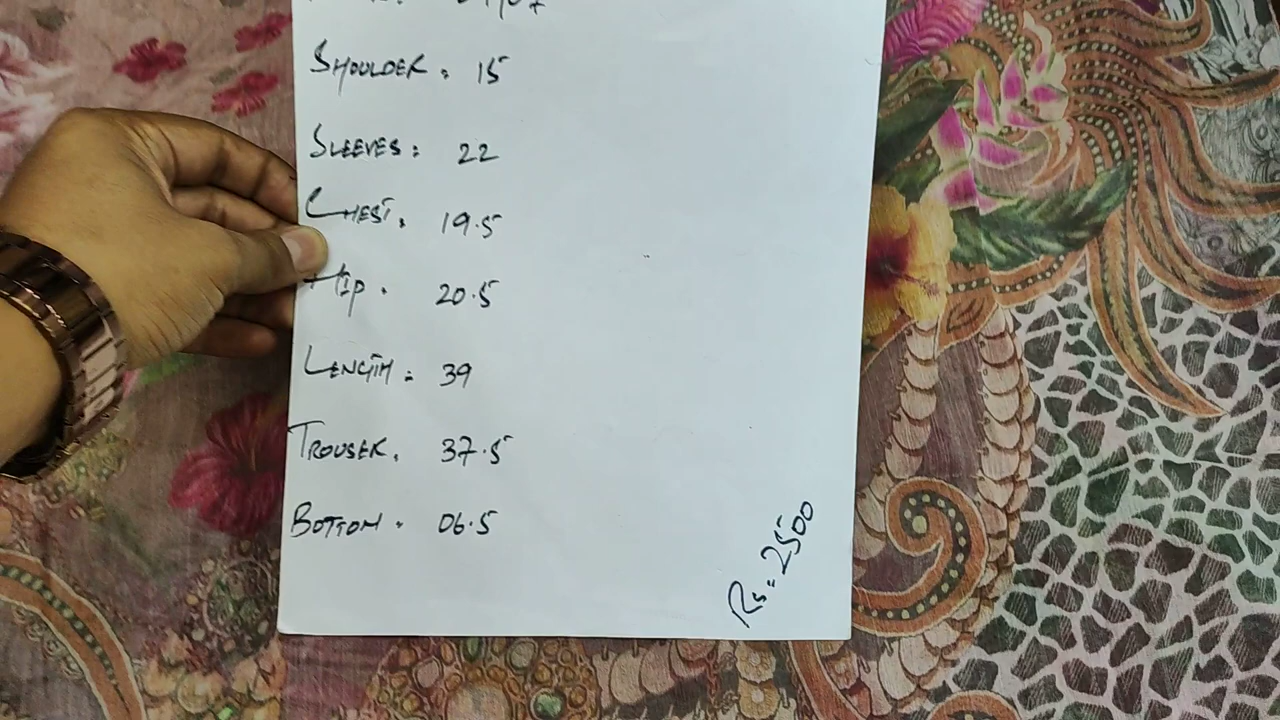 SHOULDER : 15
SLEEVES : 22
CHEST : 19.5
HIP . 20.5
LENGTH : 39
TROUSER . 37.5
BOTTOM . 06.5
Rs = 2500